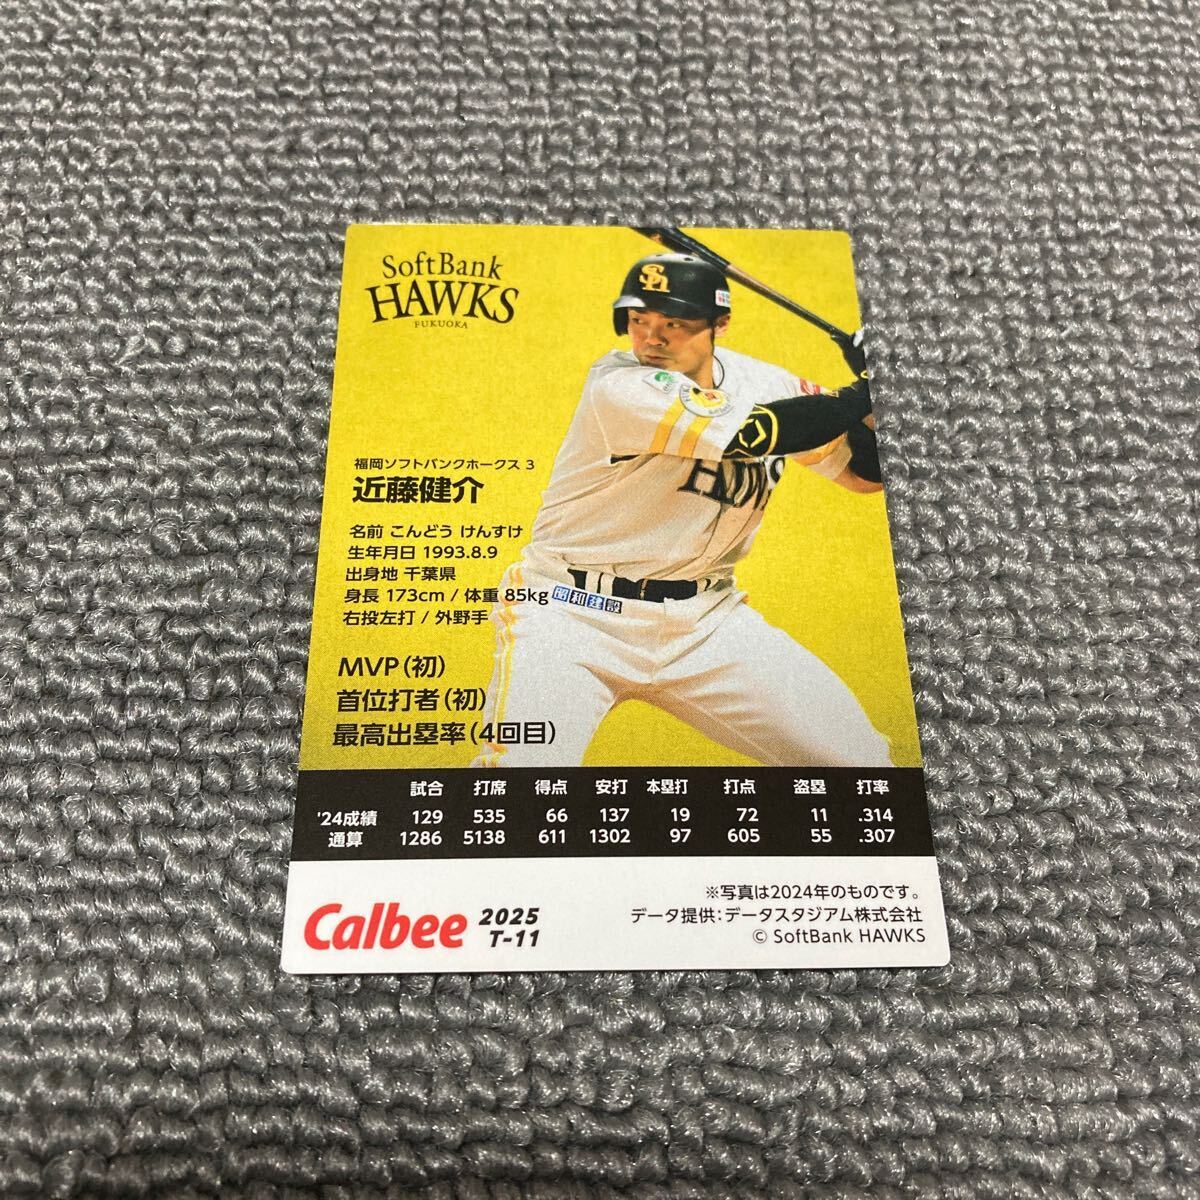 SoftBank
HAWKS
FUKUOKA
福岡ソフトバンクホークス 3
近藤健介
名前 こんどう けんすけ
生年月日 1993.8.9
出身地 千葉県
身長 173cm / 体重 85kg
右投左打 / 外野手
MVP(初)
首位打者(初)
最高出塁率(4回目)
試合 打席 得点 安打 本塁打 打点 盗塁 打率
'24成績 129 535 66 137 19 72 11 .314
通算 1286 5138 611 1302 97 605 55 .307
Calbee 2025
T-11
※写真は2024年のものです。
データ提供:データスタジアム株式会社
© SoftBank HAWKS